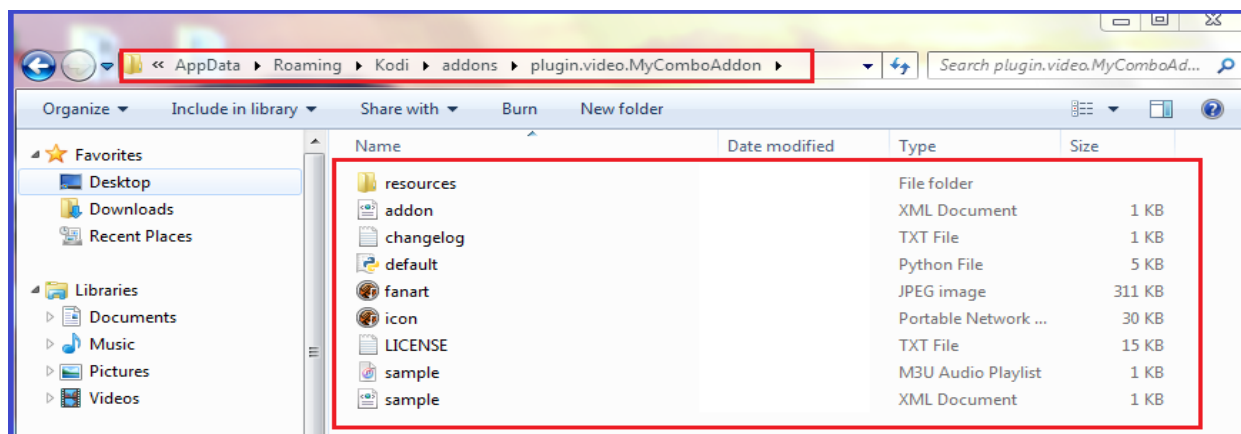 « AppData Roaming Kodi addons plugin.video.MyComboAddon Search plugin.video.MyComboAd...
Organize Include in library Share with Burn New folder
Name Date modified Type Size
Favorites
Desktop
Downloads
Recent Places
Libraries
Documents
Music
Pictures
Videos
resources File folder
addon XML Document 1 KB
changelog TXT File 1 KB
default Python File 5 KB
fanart JPEG image 311 KB
icon Portable Network ... 30 KB
LICENSE TXT File 15 KB
sample M3U Audio Playlist 1 KB
sample XML Document 1 KB